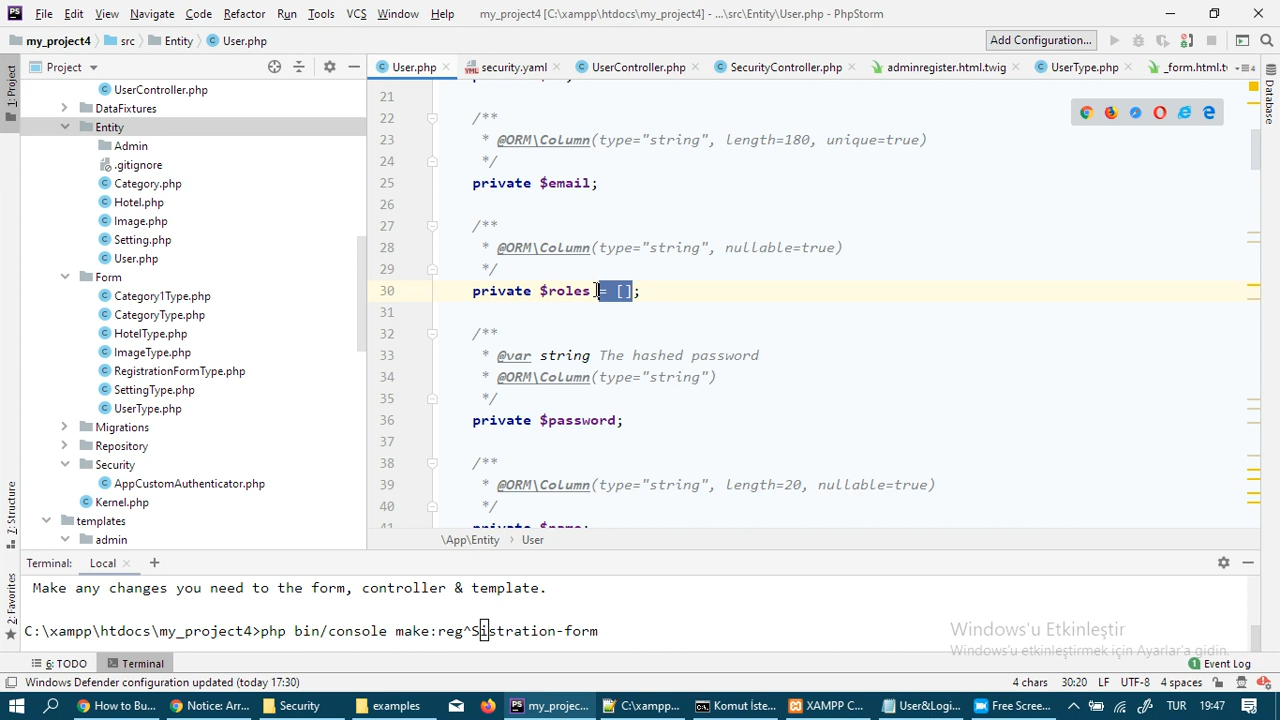 File Edit View Navigate Code Refactor Run Tools VCS Window Help my_project4 [C:\xampp\htdocs\my_project4] - ...\src\Entity\User.php - PhpStorm
my_project4 src Entity User.php Add Configuration...
Project User.php security.yaml UserController.php SecurityController.php adminregister.html.twig UserType.php _form.html.t
1: Project
Database
UserController.php
DataFixtures
Entity
Admin
.gitignore
Category.php
Hotel.php
Image.php
Setting.php
User.php
Form
Category1Type.php
CategoryType.php
HotelType.php
ImageType.php
RegistrationFormType.php
SettingType.php
UserType.php
Migrations
Repository
Security
AppCustomAuthenticator.php
Kernel.php
templates
admin
21
22 /**
23 * @ORM\Column(type="string", length=180, unique=true)
24 */
25 private $email;
26
27 /**
28 * @ORM\Column(type="string", nullable=true)
29 */
30 private $roles = [];
31
32 /**
33 * @var string The hashed password
34 * @ORM\Column(type="string")
35 */
36 private $password;
37
38 /**
39 * @ORM\Column(type="string", length=20, nullable=true)
40 */
41 private $name;
\App\Entity User
7: Structure
2: Favorites
Terminal: Local
Make any changes you need to the form, controller & template.
C:\xampp\htdocs\my_project4>php bin/console make:reg^Sistration-form
Windows'u Etkinleştir
Windows'u etkinleştirmek için Ayarlar'a gidin.
6: TODO Terminal Event Log
Windows Defender configuration updated (today 17:30) 4 chars 30:20 LF UTF-8 4 spaces
How to Bu... Notice: Arr... Security examples my_projec... C:\xampp... Komut İste... XAMPP C... User&Logi... Free Scree... TUR 19:47